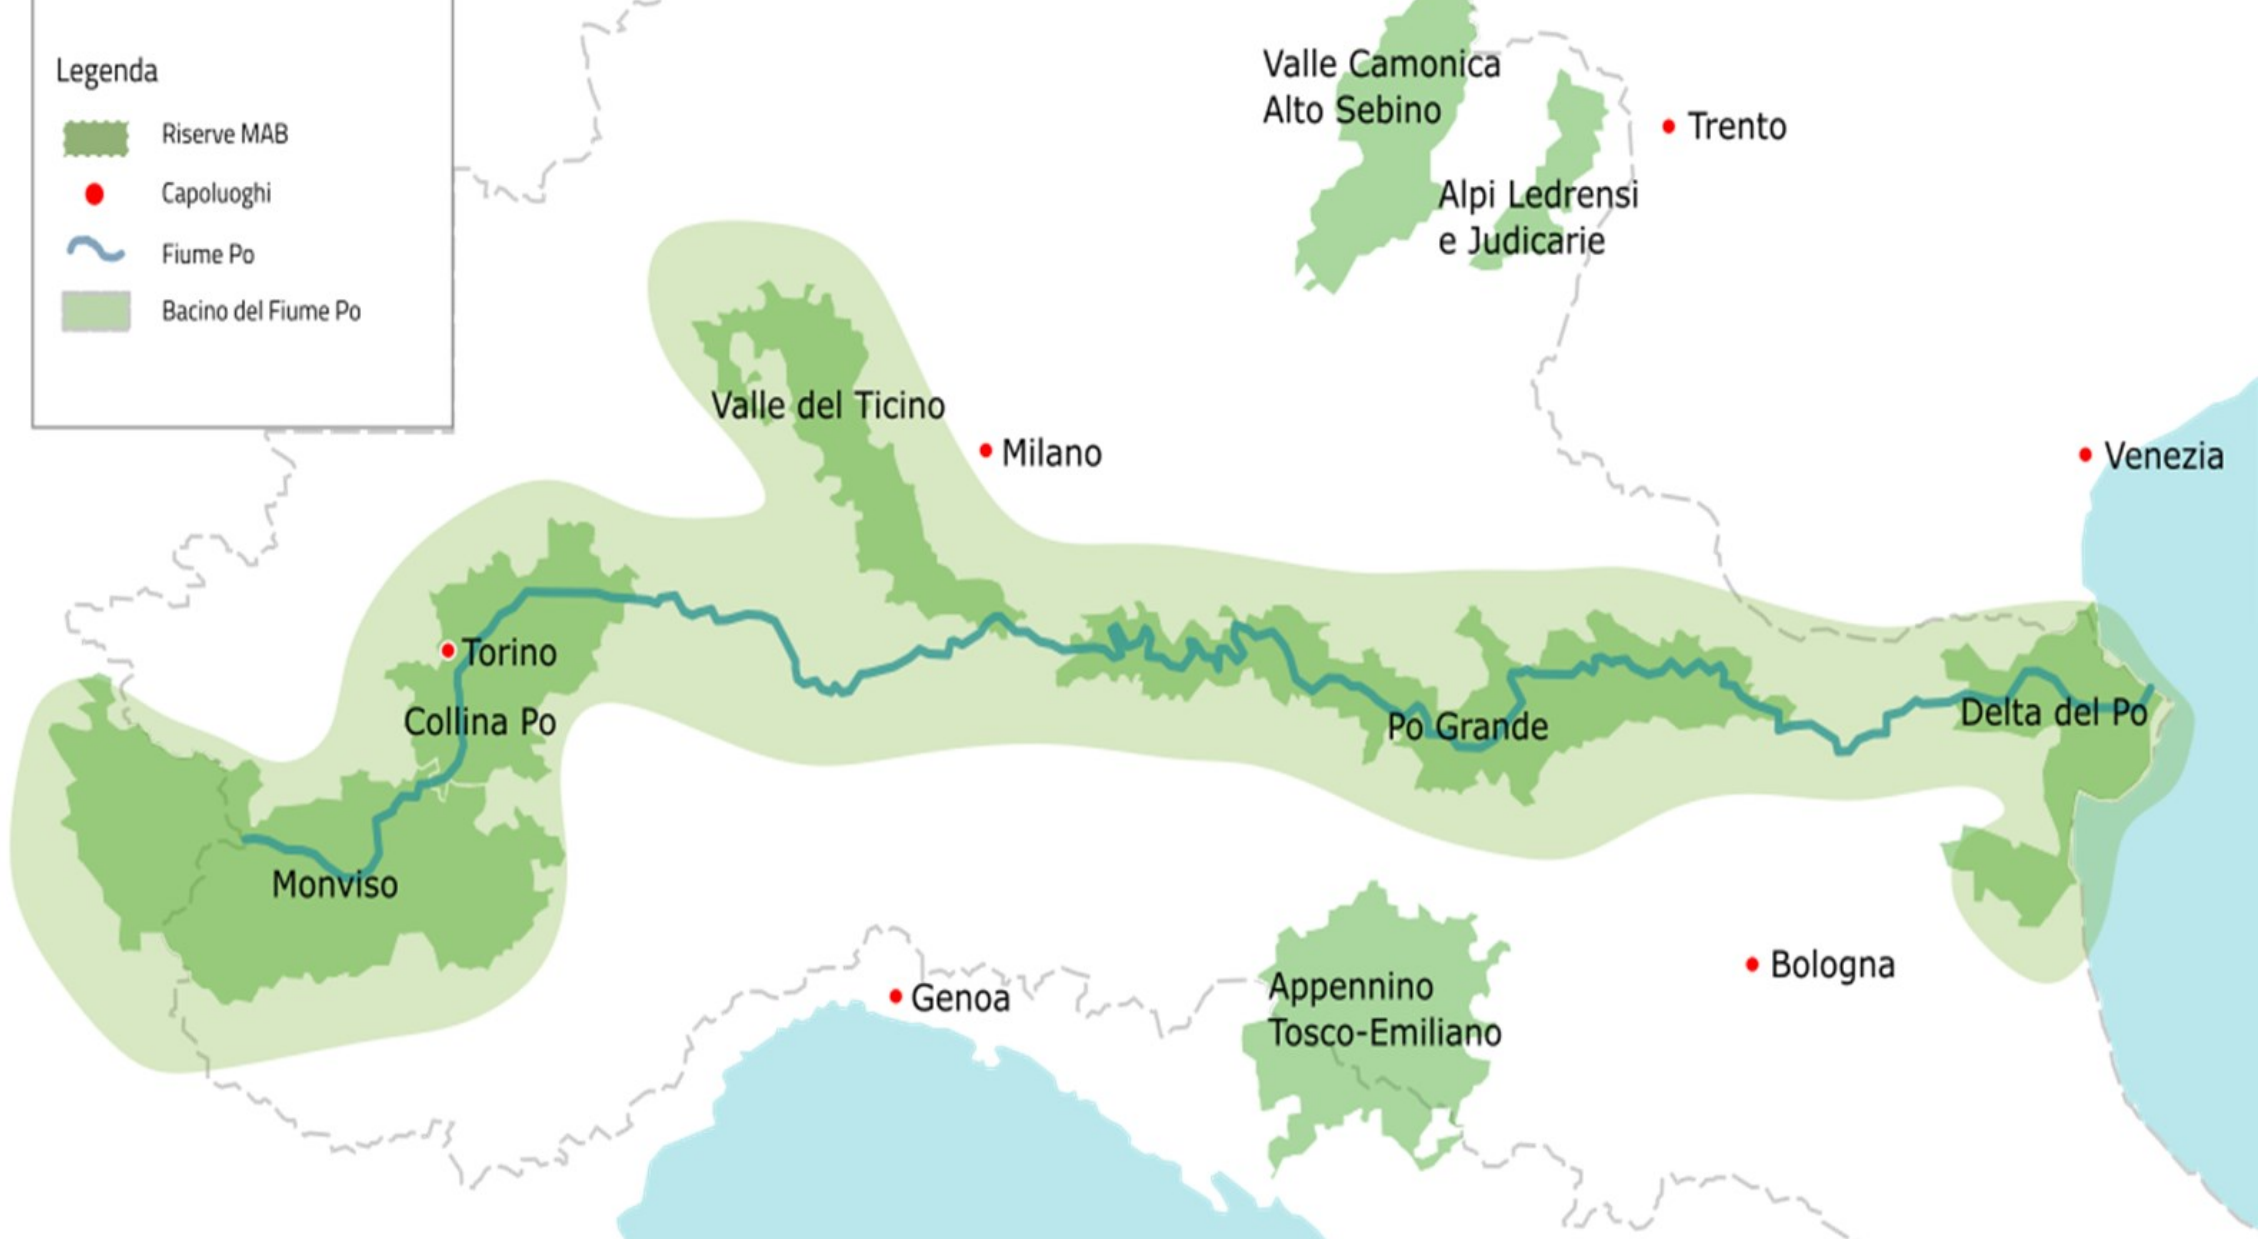 Legenda
Riserve MAB
Capoluoghi
Fiume Po
Bacino del Fiume Po
Valle Camonica
Alto Sebino
Trento
Alpi Ledrensi
e Judicarie
Valle del Ticino
Milano
Venezia
Torino
Collina Po
Po Grande
Delta del Po
Monviso
Genoa
Appennino
Tosco-Emiliano
Bologna